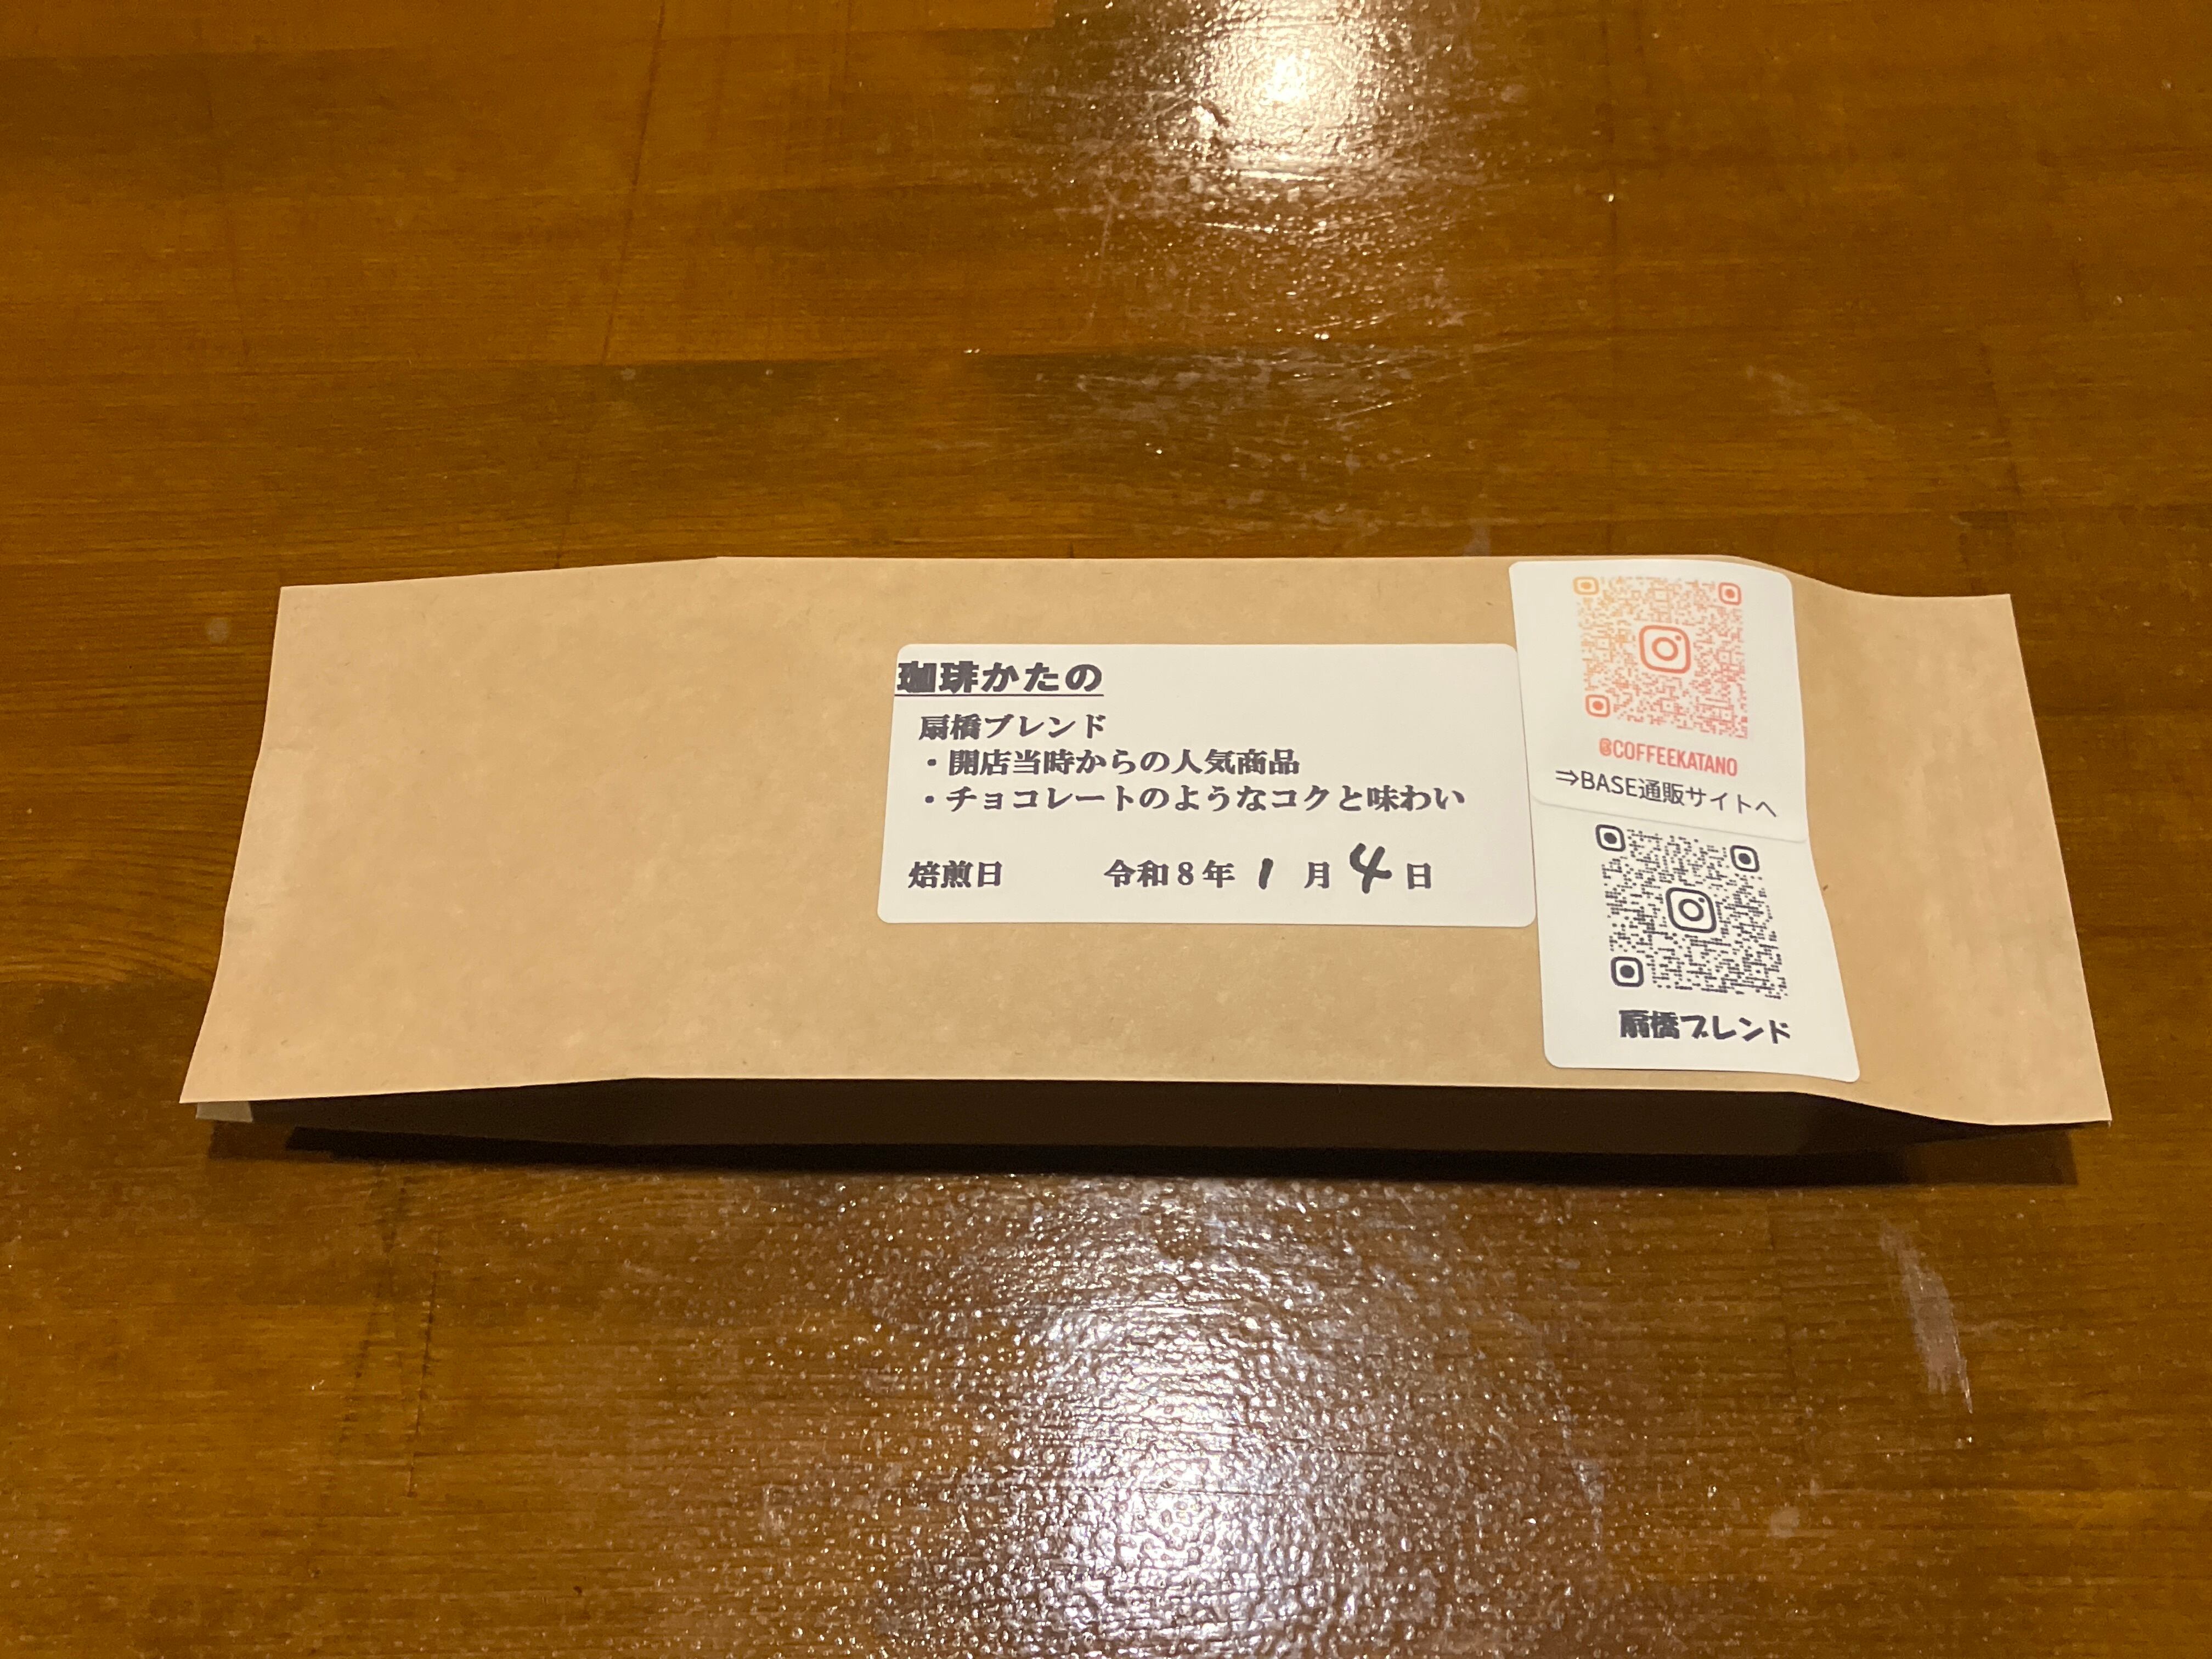 珈琲かたの
扇橋ブレンド
・開店当時からの人気商品
・チョコレートのようなコクと味わい
焙煎日 令和8年 1 月 4 日
@COFFEEKATANO
⇒BASE通販サイトへ
扇橋ブレンド